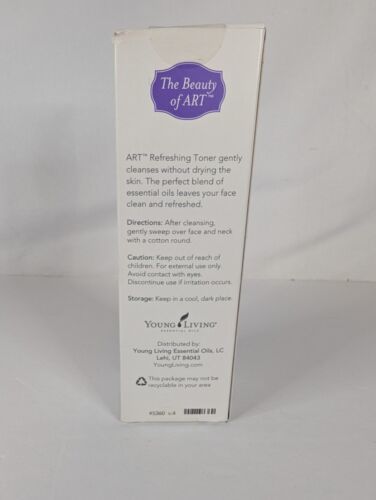 The Beauty
of ART™
ART™ Refreshing Toner gently
cleanses without drying the
skin. The perfect blend of
essential oils leaves your face
clean and refreshed.
Directions: After cleansing,
gently sweep over face and neck
with a cotton round.
Caution: Keep out of reach of
children. For external use only.
Avoid contact with eyes.
Discontinue use if irritation occurs.
Storage: Keep in a cool, dark place.
YOUNG LIVING
ESSENTIAL OILS
Distributed by:
Young Living Essential Oils, LC
Lehi, UT 84043
YoungLiving.com
This package may not be
recyclable in your area
#5360 v.4